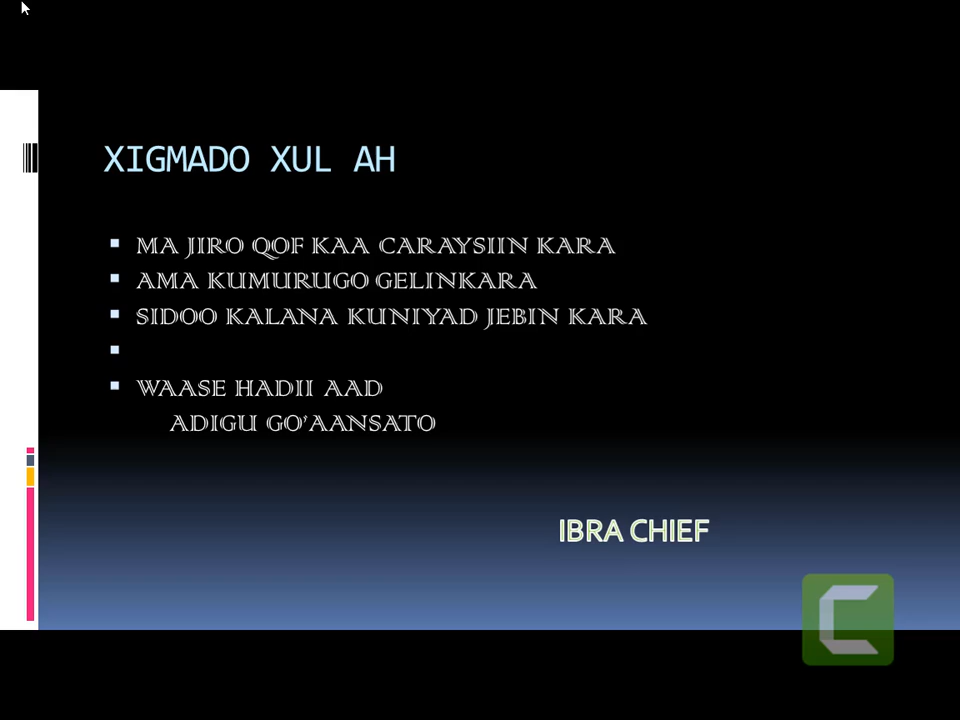 XIGMADO XUL AH
MA JIRO QOF KAA CARAYSIIN KARA
AMA KUMURUGO GELINKARA
SIDOO KALANA KUNIYAD JEBIN KARA
WAASE HADII AAD
ADIGU GO'AANSATO
IBRA CHIEF